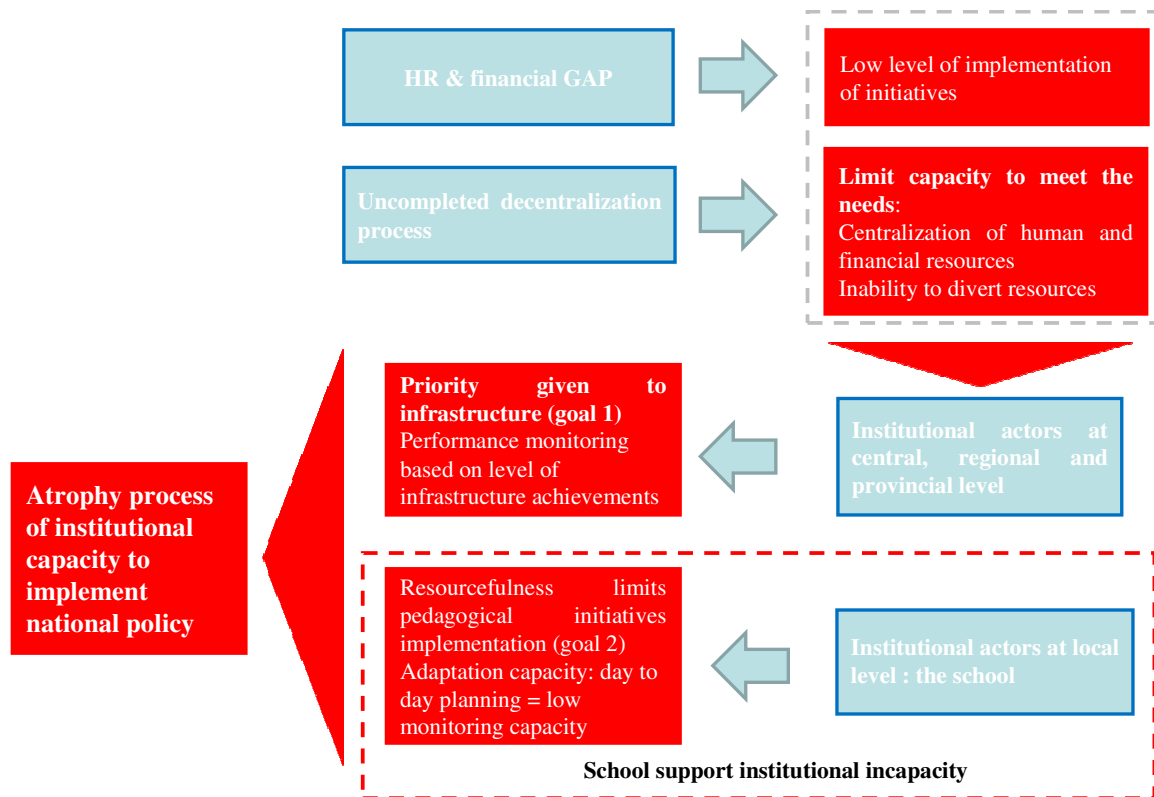 HR & financial GAP
Low level of implementation
of initiatives
Uncompleted decentralization
process
Limit capacity to meet the
needs:
Centralization of human and
financial resources
Inability to divert resources
Priority given to
infrastructure (goal 1)
Performance monitoring
based on level of
infrastructure achievements
Institutional actors at
central, regional and
provincial level
Atrophy process
of institutional
capacity to
implement
national policy
Resourcefulness limits
pedagogical initiatives
implementation (goal 2)
Adaptation capacity: day to
day planning = low
monitoring capacity
Institutional actors at local
level : the school
School support institutional incapacity